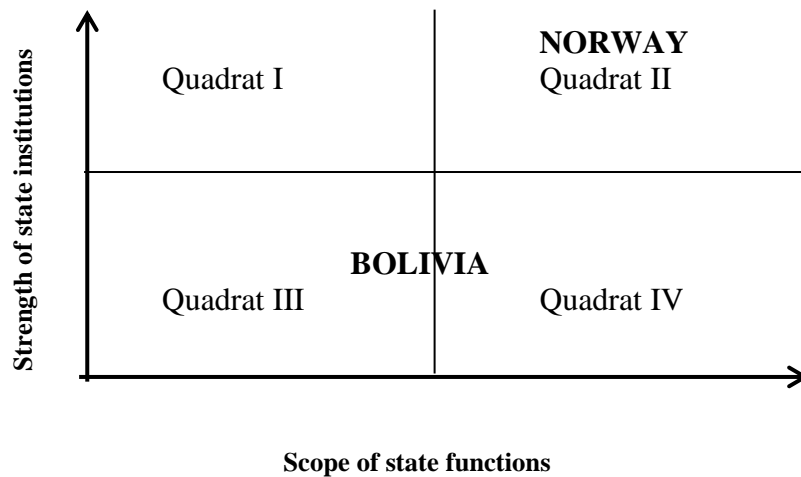 Strength of state institutions
NORWAY
Quadrat I
Quadrat II
BOLIVIA
Quadrat III
Quadrat IV
Scope of state functions